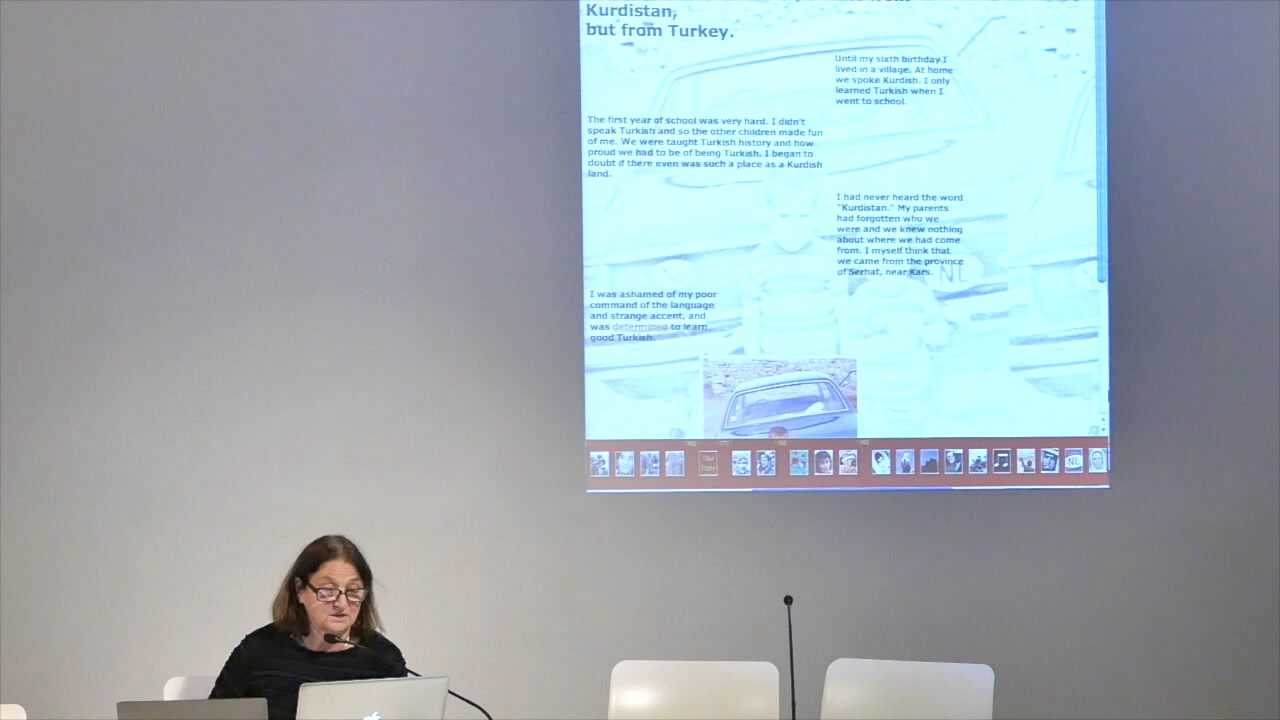 Kurdistan,
but from Turkey.
Until my sixth birthday I
lived in a village. At home
we spoke Kurdish. I only
learned Turkish when I
went to school.
The first year of school was very hard. I didn't
speak Turkish and so the other children made fun
of me. We were taught Turkish history and how
proud we had to be of being Turkish. I began to
doubt if there even was such a place as a Kurdish
land.
I had never heard the word
"Kurdistan." My parents
had forgotten who we
were and we knew nothing
about where we had come
from. I myself think that
we came from the province
of Serhat, near Kars.
NL
I was ashamed of my poor
command of the language
and strange accent, and
was determined to learn
good Turkish.
Your
Story
NL